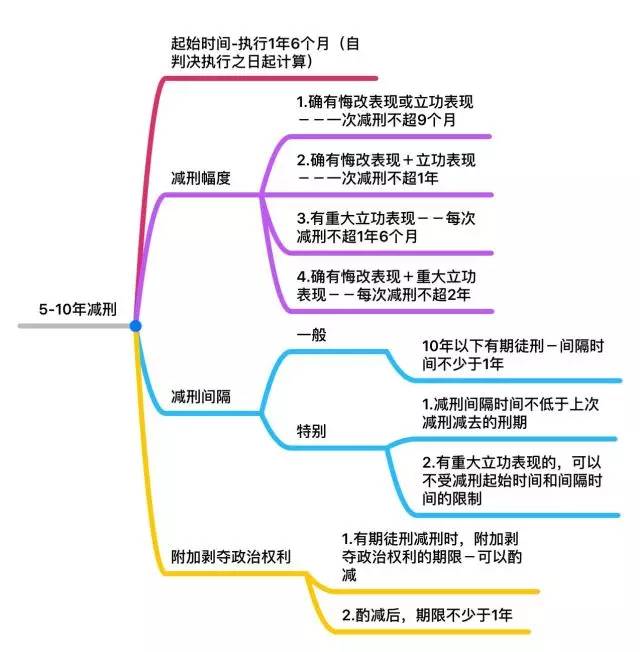 起始时间-执行1年6个月（自
判决执行之日起计算）
1.确有悔改表现或立功表现
－－一次减刑不超9个月
减刑幅度
2.确有悔改表现＋立功表现
－－一次减刑不超1年
3.有重大立功表现－－每次
减刑不超1年6个月
4.确有悔改表现＋重大立功
表现－－每次减刑不超2年
5-10年减刑
一般
10年以下有期徒刑－间隔时
间不少于1年
减刑间隔
特别
1.减刑间隔时间不低于上次
减刑减去的刑期
2.有重大立功表现的，可以
不受减刑起始时间和间隔时
间的限制
附加剥夺政治权利
1.有期徒刑减刑时，附加剥
夺政治权利的期限－可以酌
减
2.酌减后，期限不少于1年